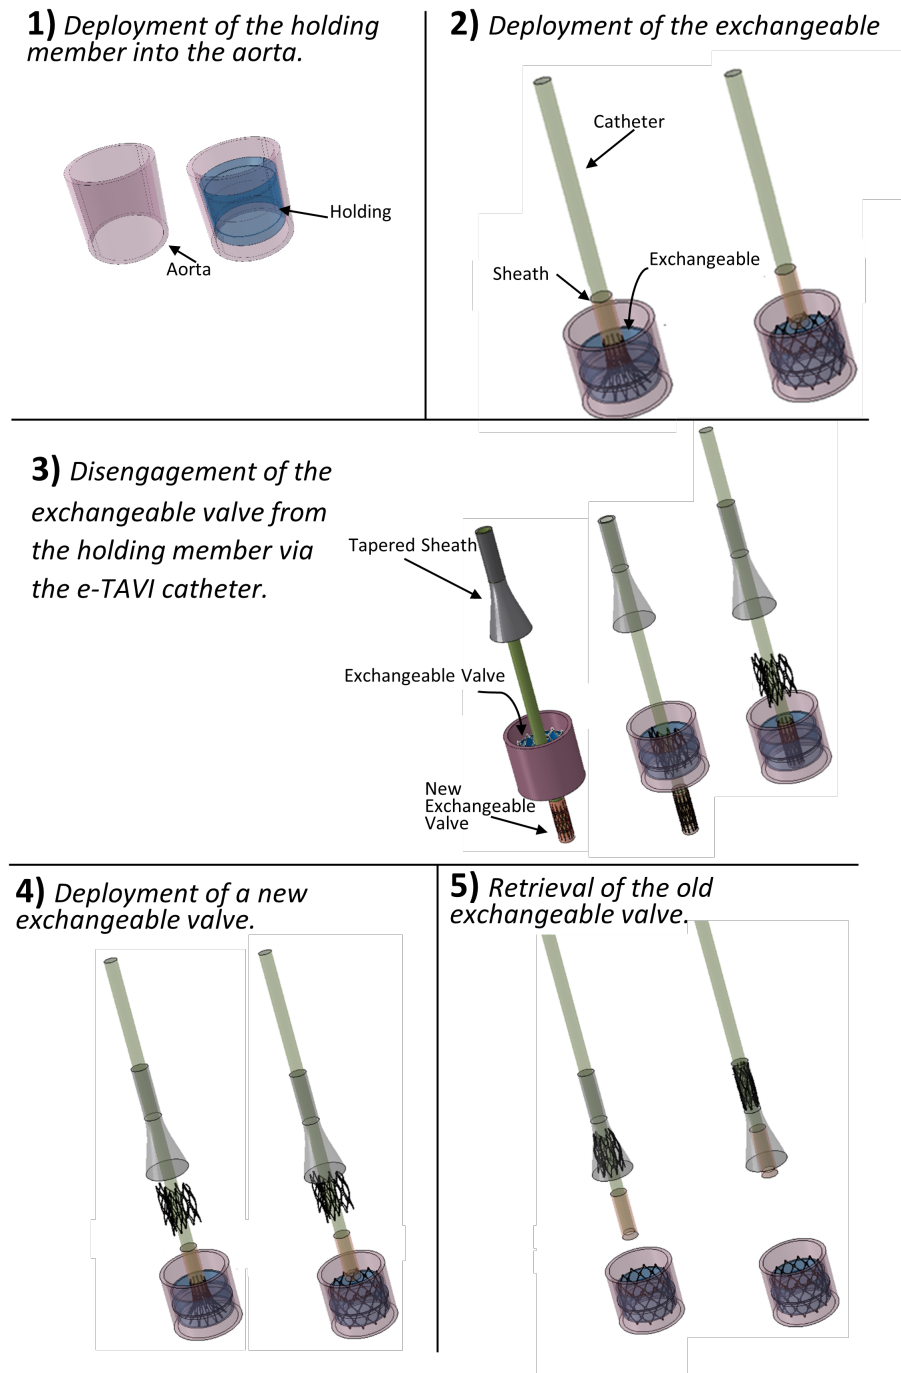 1) Deployment of the holding
member into the aorta.
Holding
Aorta
2) Deployment of the exchangeable
Catheter
Sheath
Exchangeable
3) Disengagement of the
exchangeable valve from
the holding member via
the e-TAVI catheter.
Tapered Sheath
Exchangeable Valve
New
Exchangeable
Valve
4) Deployment of a new
exchangeable valve.
5) Retrieval of the old
exchangeable valve.